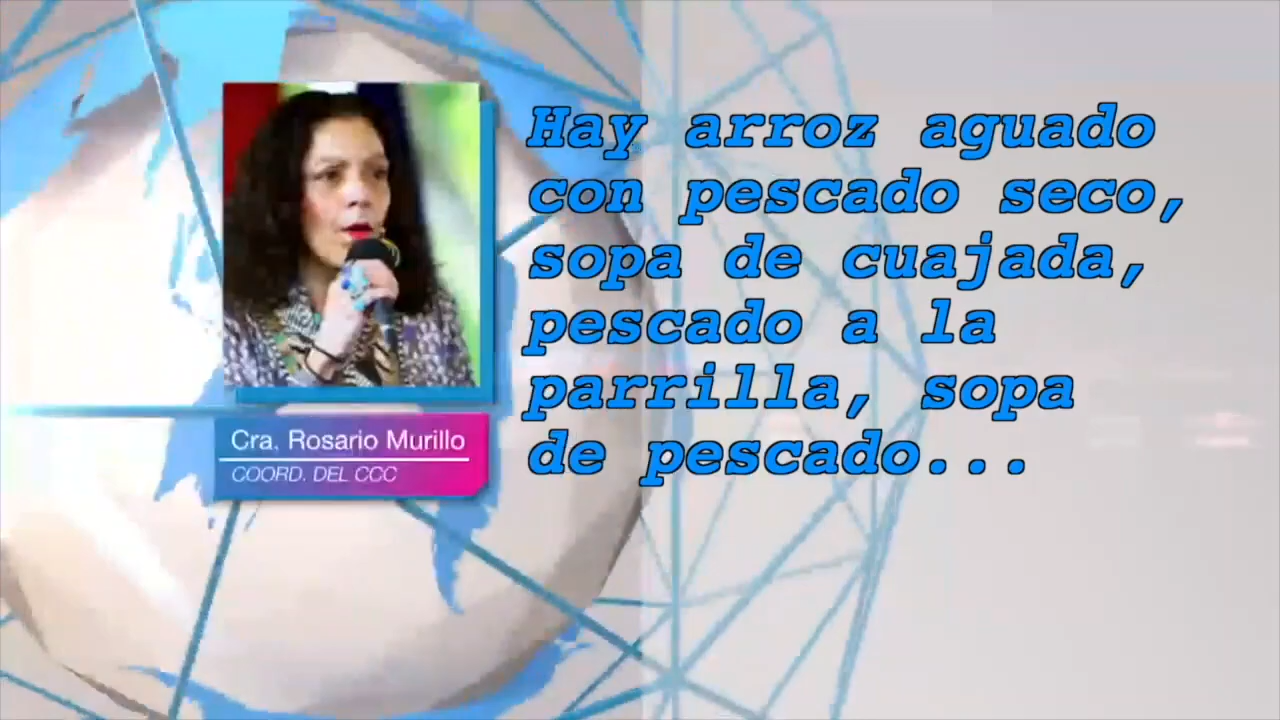 Hay arroz aguado
con pescado seco,
sopa de cuajada,
pescado a la
parrilla, sopa
de pescado...
Cra. Rosario Murillo
COORD. DEL CCC